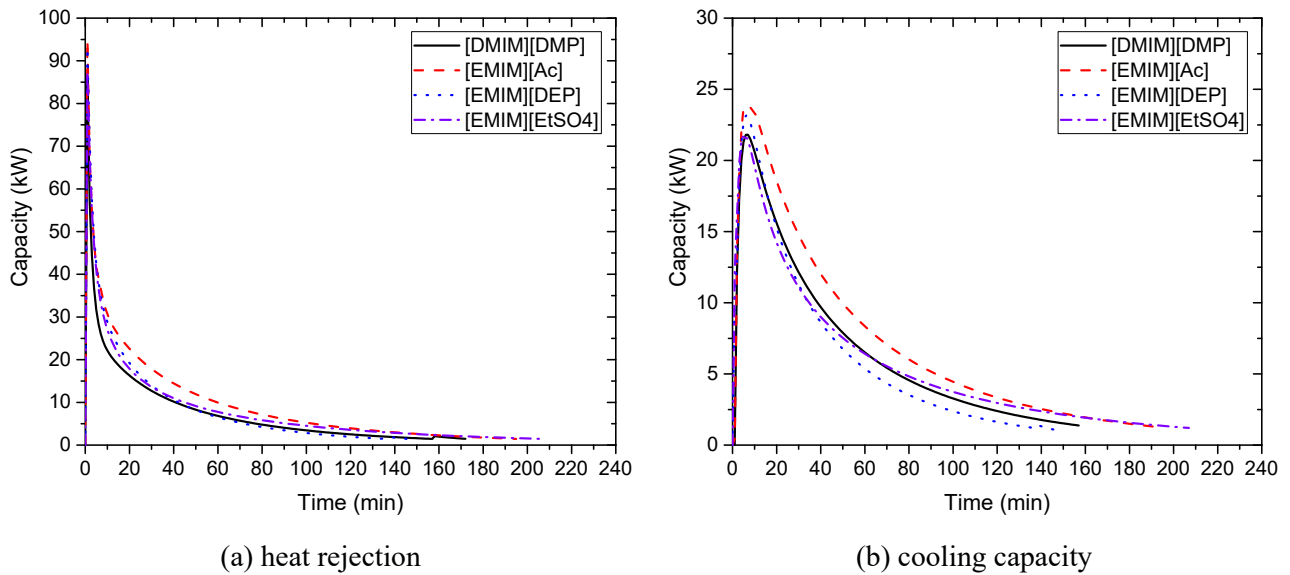 100
90
80
70
60
50
40
30
20
10
0
Capacity (kW)
[DMIM][DMP]
[EMIM][Ac]
[EMIM][DEP]
[EMIM][EtSO4]
0 20 40 60 80 100 120 140 160 180 200 220 240
Time (min)
(a) heat rejection
30
25
20
15
10
5
0
Capacity (kW)
[DMIM][DMP]
[EMIM][Ac]
[EMIM][DEP]
[EMIM][EtSO4]
0 20 40 60 80 100 120 140 160 180 200 220 240
Time (min)
(b) cooling capacity